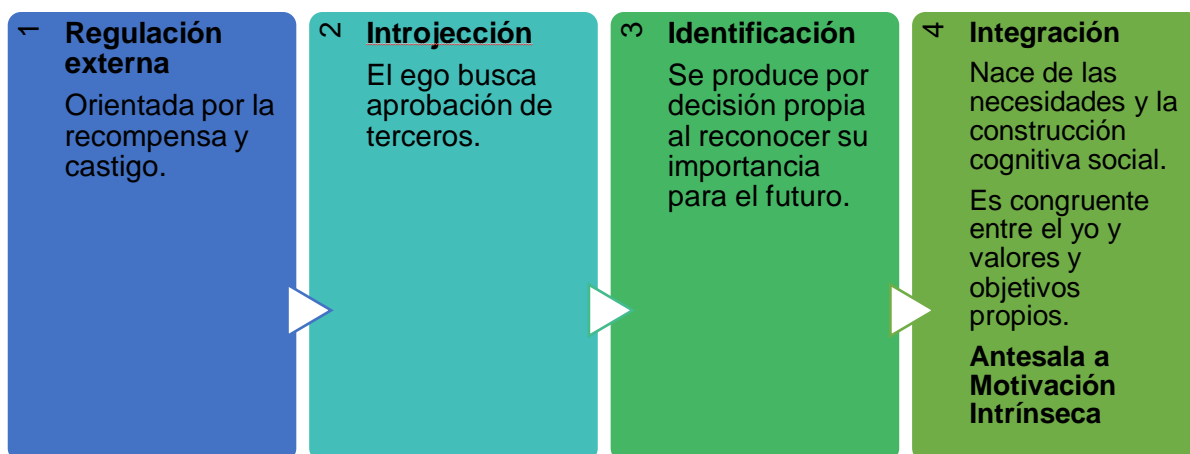 1
Regulación
externa
Orientada por la
recompensa y
castigo.
2
Introjección
El ego busca
aprobación de
terceros.
3
Identificación
Se produce por
decisión propia
al reconocer su
importancia
para el futuro.
4
Integración
Nace de las
necesidades y la
construcción
cognitiva social.
Es congruente
entre el yo y
valores y
objetivos
propios.
Antesala a
Motivación
Intrínseca